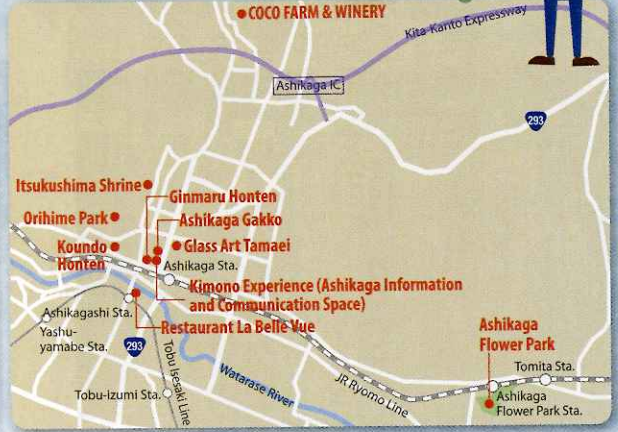 COCO FARM & WINERY
Kita-Kanto Expressway
Ashikaga IC
293
Itsukushima Shrine
Ginmaru Honten
Orihime Park
Ashikaga Gakko
Koundo
Honten
Glass Art Tamaei
Ashikaga Sta.
Kimono Experience (Ashikaga Information
and Communication Space)
Ashikagashi Sta.
Restaurant La Belle Vue
Yashu-
yamabe Sta.
293
Tobu Isesaki Line
Watarase River
JR Ryomo Line
Tobu-izumi Sta.
Ashikaga
Flower Park
Tomita Sta.
Ashikaga
Flower Park Sta.